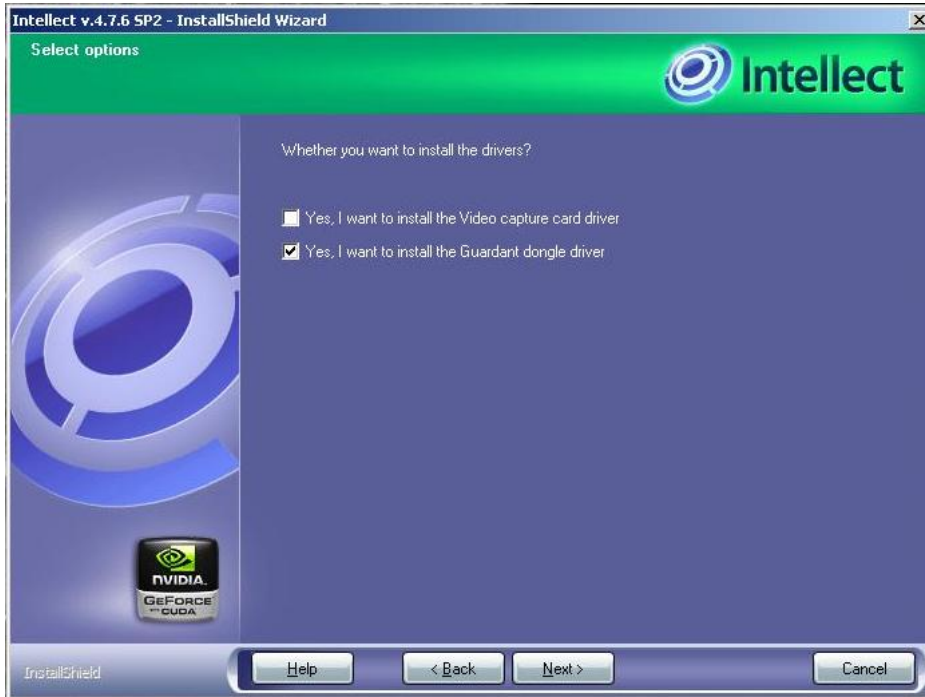 Intellect v.4.7.6 SP2 - InstallShield Wizard
Select options
Intellect
Whether you want to install the drivers?
Yes, I want to install the Video capture card driver
Yes, I want to install the Guardant dongle driver
NVIDIA.
GEFORCE
CUDA
InstallShield
Help
< Back
Next >
Cancel